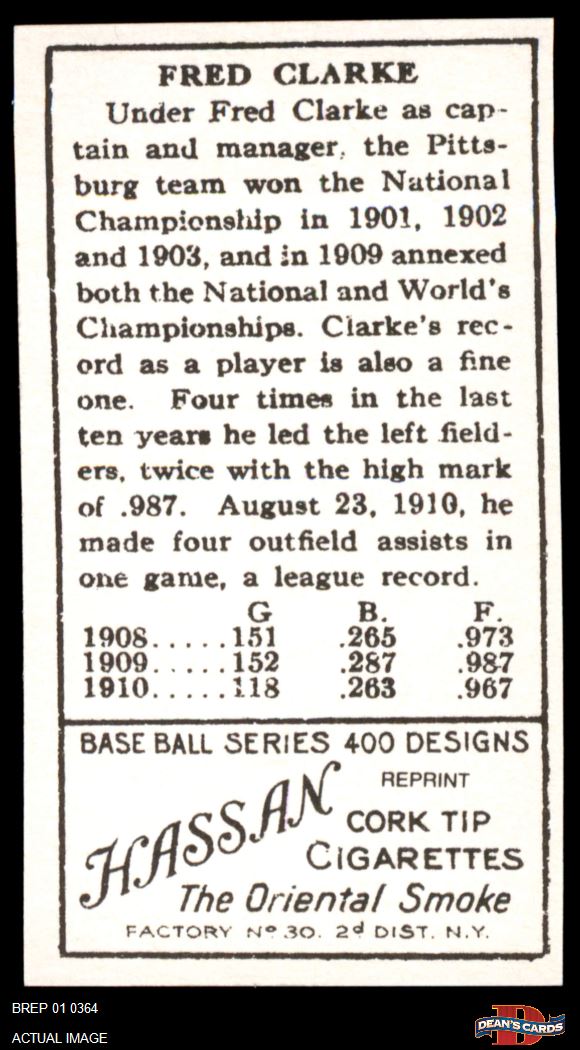 FRED CLARKE
Under Fred Clarke as cap-
tain and manager, the Pitts-
burg team won the National
Championship in 1901, 1902
and 1903, and in 1909 annexed
both the National and World's
Championships. Clarke's rec-
ord as a player is also a fine
one. Four times in the last
ten years he led the left field-
ers, twice with the high mark
of .987. August 23, 1910, he
made four outfield assists in
one game, a league record.
G B. F.
1908.....151 .265 .973
1909.....152 .287 .987
1910.....118 .263 .967
BASE BALL SERIES 400 DESIGNS
REPRINT
HASSAN
CORK TIP
CIGARETTES
The Oriental Smoke
FACTORY Nº 30. 2d DIST. N.Y.
BREP 01 0364
ACTUAL IMAGE
D
DEAN'S CARDS